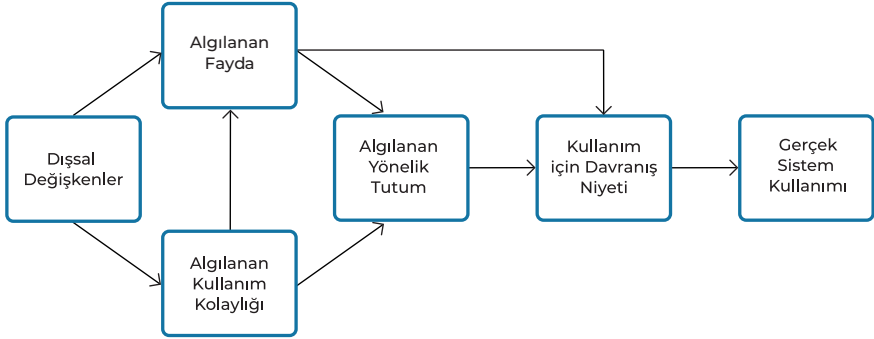 Algılanan
Fayda
Dışsal
Değişkenler
Algılanan
Kullanım
Kolaylığı
Algılanan
Yönelik
Tutum
Kullanım
için Davranış
Niyeti
Gerçek
Sistem
Kullanımı